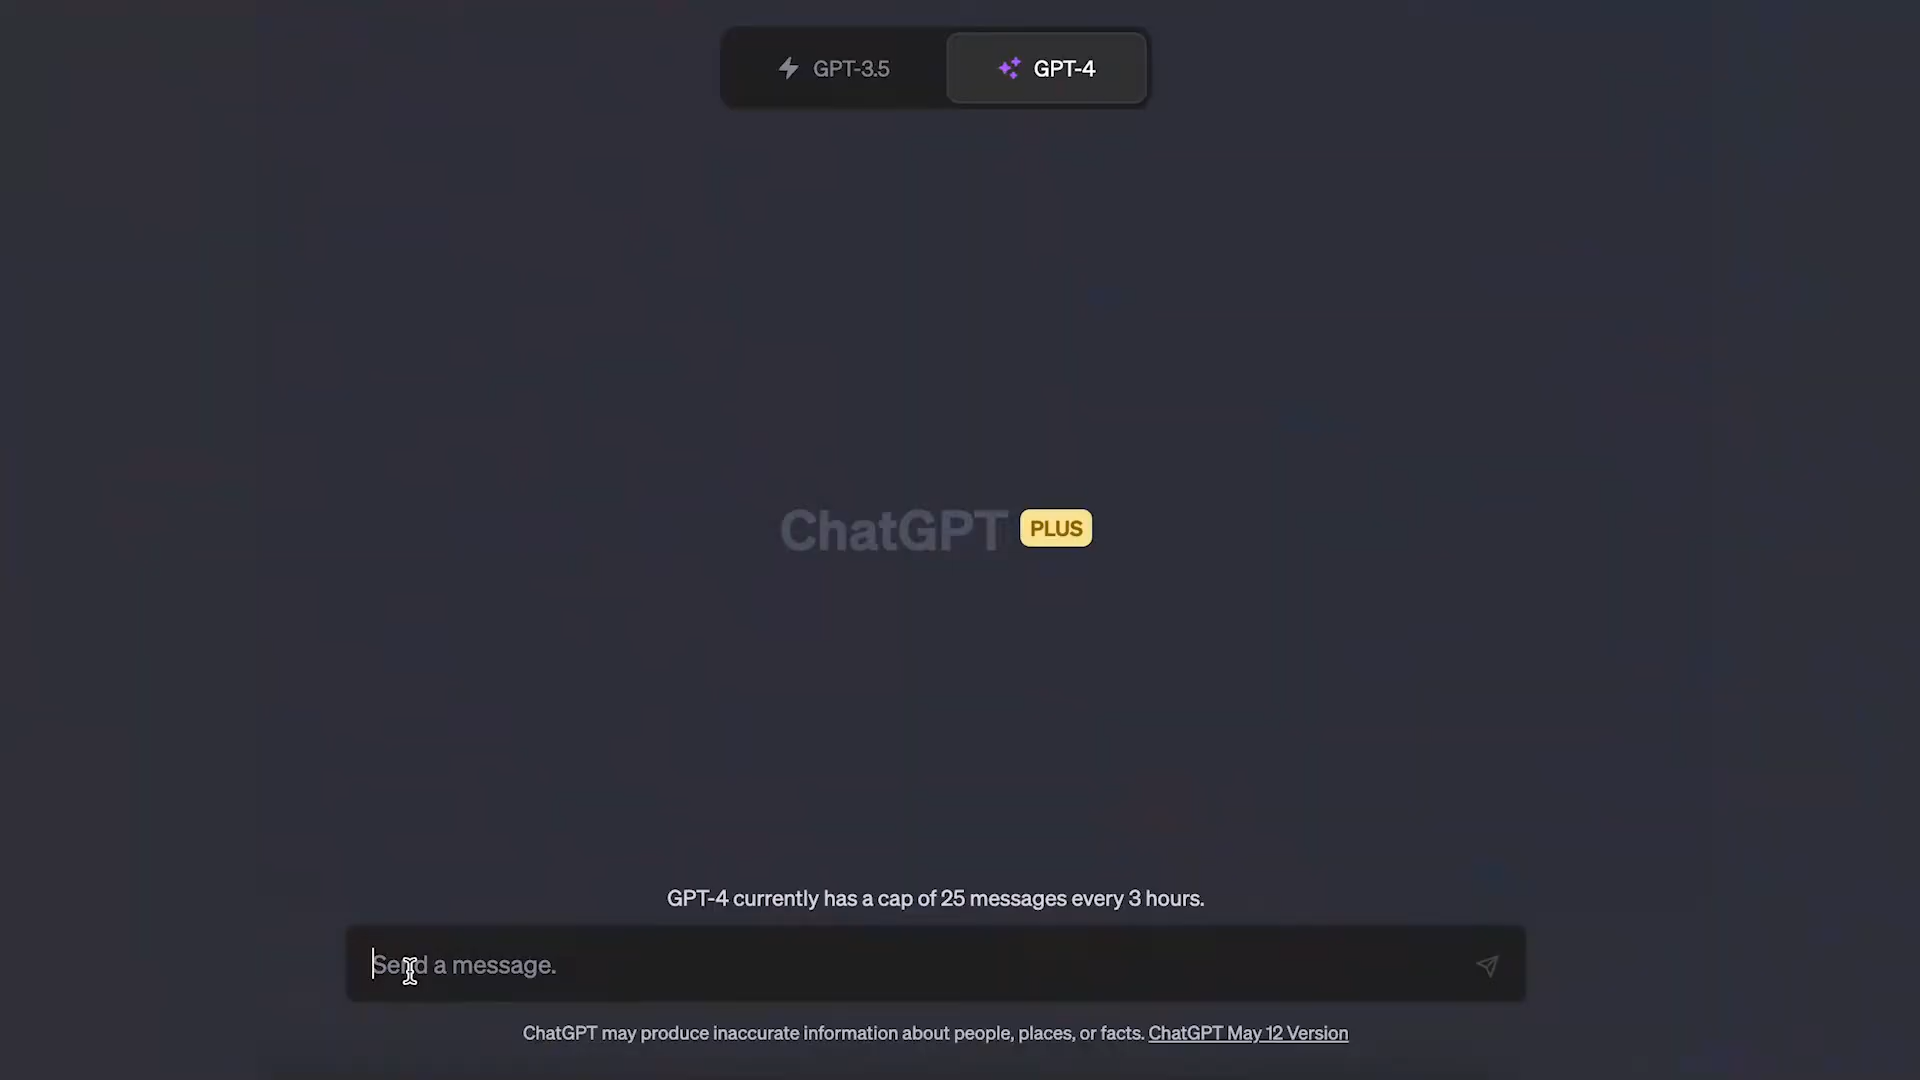 GPT-3.5
GPT-4
ChatGPT PLUS
GPT-4 currently has a cap of 25 messages every 3 hours.
Send a message.
ChatGPT may produce inaccurate information about people, places, or facts. ChatGPT May 12 Version